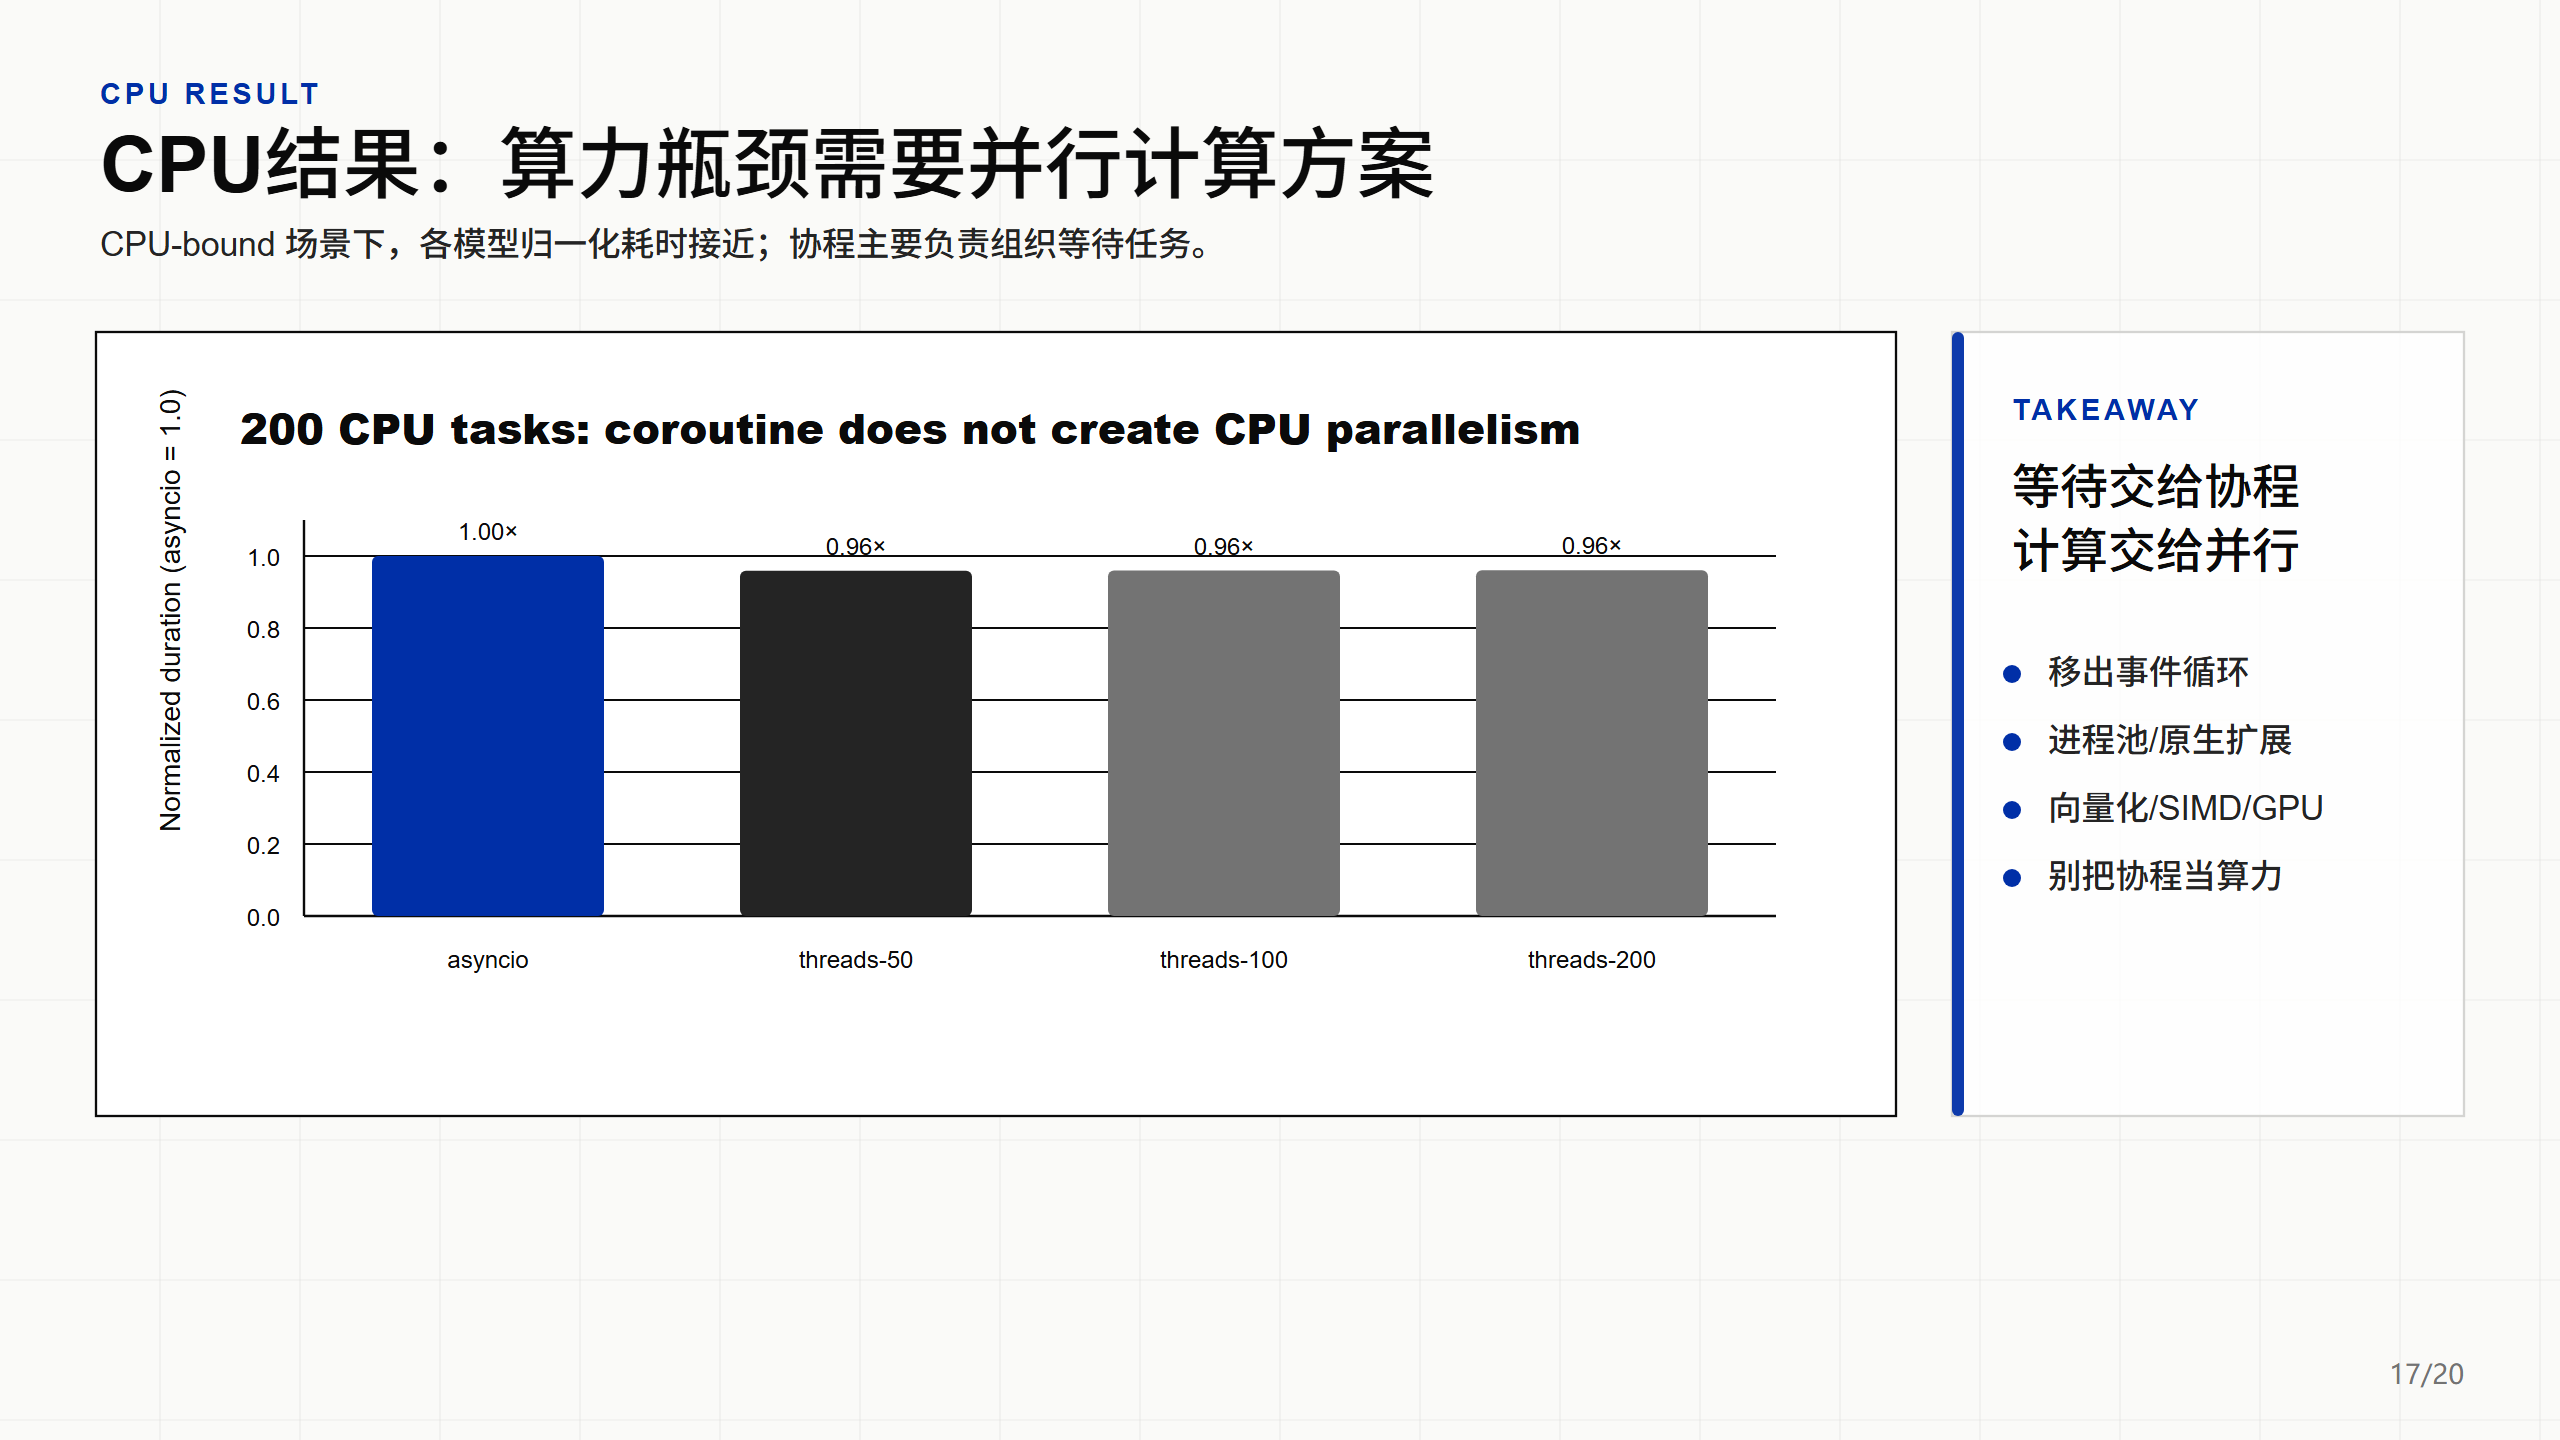 CPU RESULT
CPU结果：算力瓶颈需要并行计算方案
CPU-bound 场景下，各模型归一化耗时接近；协程主要负责组织等待任务。
200 CPU tasks: coroutine does not create CPU parallelism
Normalized duration (asyncio = 1.0)
1.00×
0.96×
0.96×
0.96×
1.0
0.8
0.6
0.4
0.2
0.0
asyncio
threads-50
threads-100
threads-200
TAKEAWAY
等待交给协程
计算交给并行
移出事件循环
进程池/原生扩展
向量化/SIMD/GPU
别把协程当算力
17/20